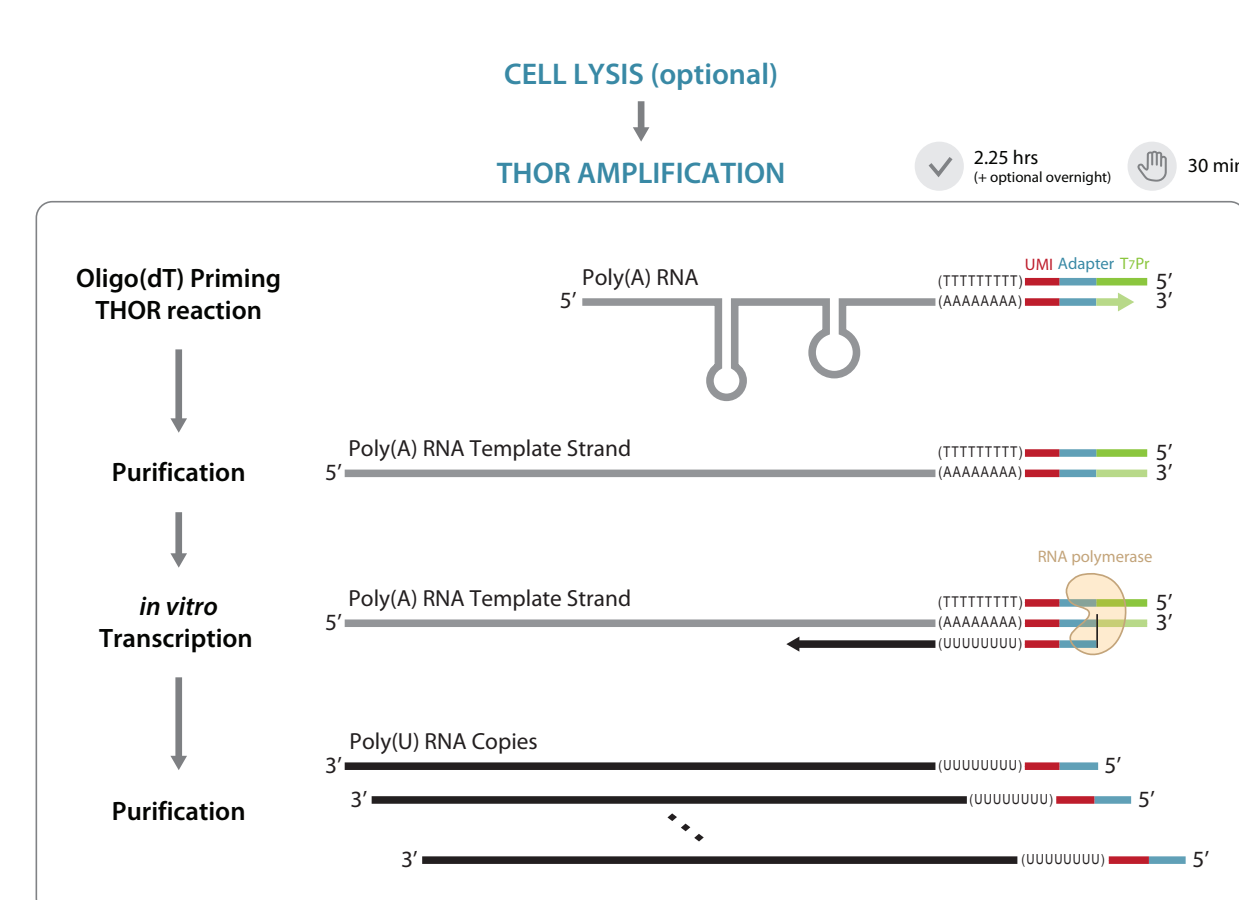 CELL LYSIS (optional)
THOR AMPLIFICATION
2.25 hrs
(+ optional overnight)
30 min
Oligo(dT) Priming
THOR reaction
Poly(A) RNA
UMI Adapter T7Pr
(TTTTTTTTT) 5′
5′ (AAAAAAAA) 3′
Purification
Poly(A) RNA Template Strand
(TTTTTTTTT) 5′
5′ (AAAAAAAA) 3′
RNA polymerase
in vitro
Transcription
Poly(A) RNA Template Strand
(TTTTTTTTT) 5′
5′ (AAAAAAAA) 3′
(UUUUUUUU)
Purification
Poly(U) RNA Copies
3′ (UUUUUUUU) 5′
3′ (UUUUUUUU) 5′
3′ (UUUUUUUU) 5′